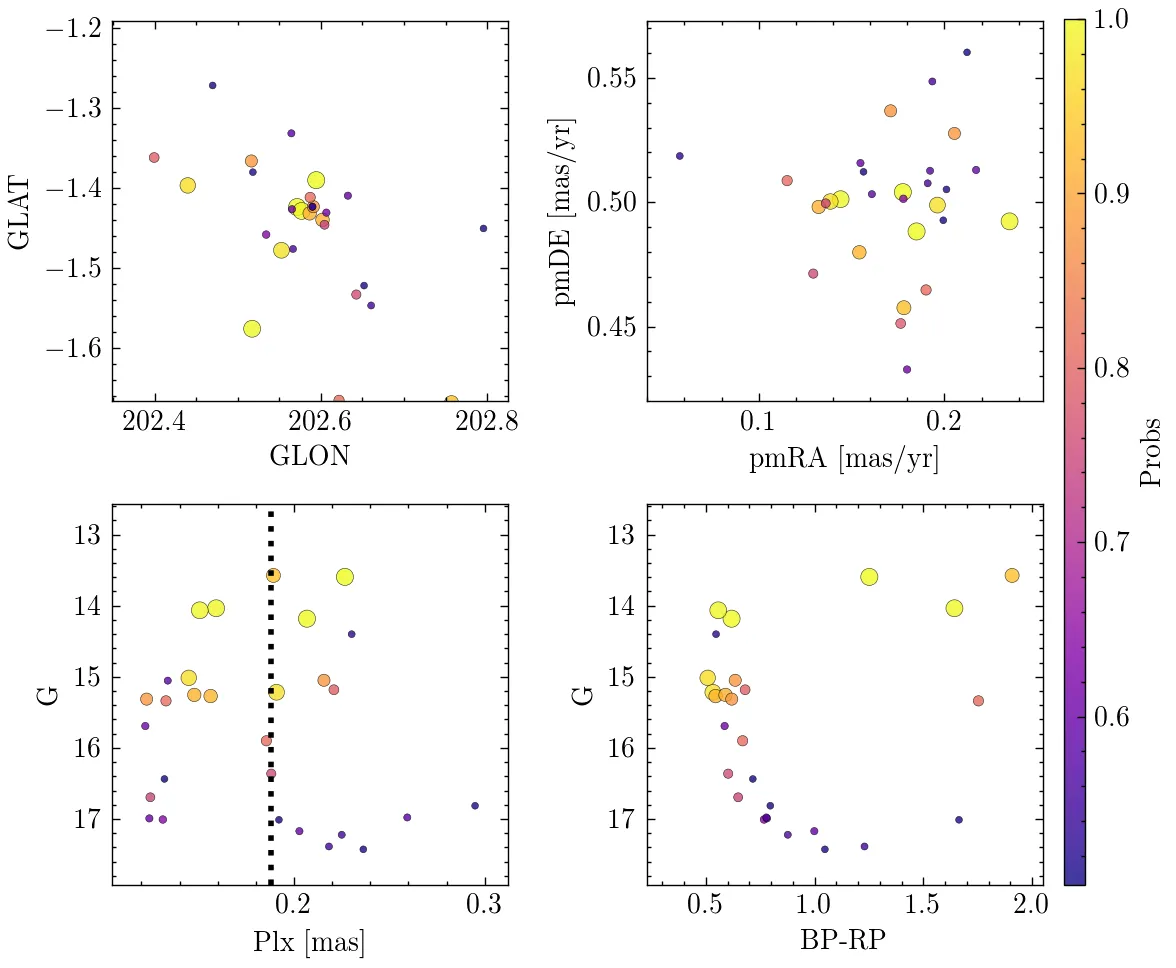 −1.2
−1.3
−1.4
−1.5
−1.6
GLAT
202.4 202.6 202.8
GLON
0.55
0.50
0.45
pmDE [mas/yr]
0.1 0.2
pmRA [mas/yr]
13
14
15
16
17
G
0.2 0.3
Plx [mas]
13
14
15
16
17
G
0.5 1.0 1.5 2.0
BP-RP
1.0
0.9
0.8
0.7
0.6
Probs